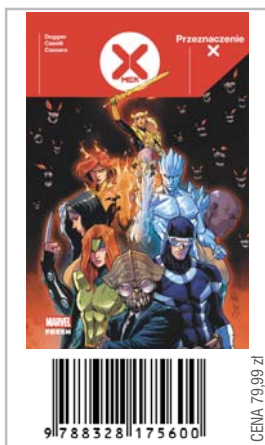 Duggan
Caselli
Cassara
X
MEN
Przeznaczenie
X
MARVEL
FRESH
CENA 79,99 zł
9 788328 175600